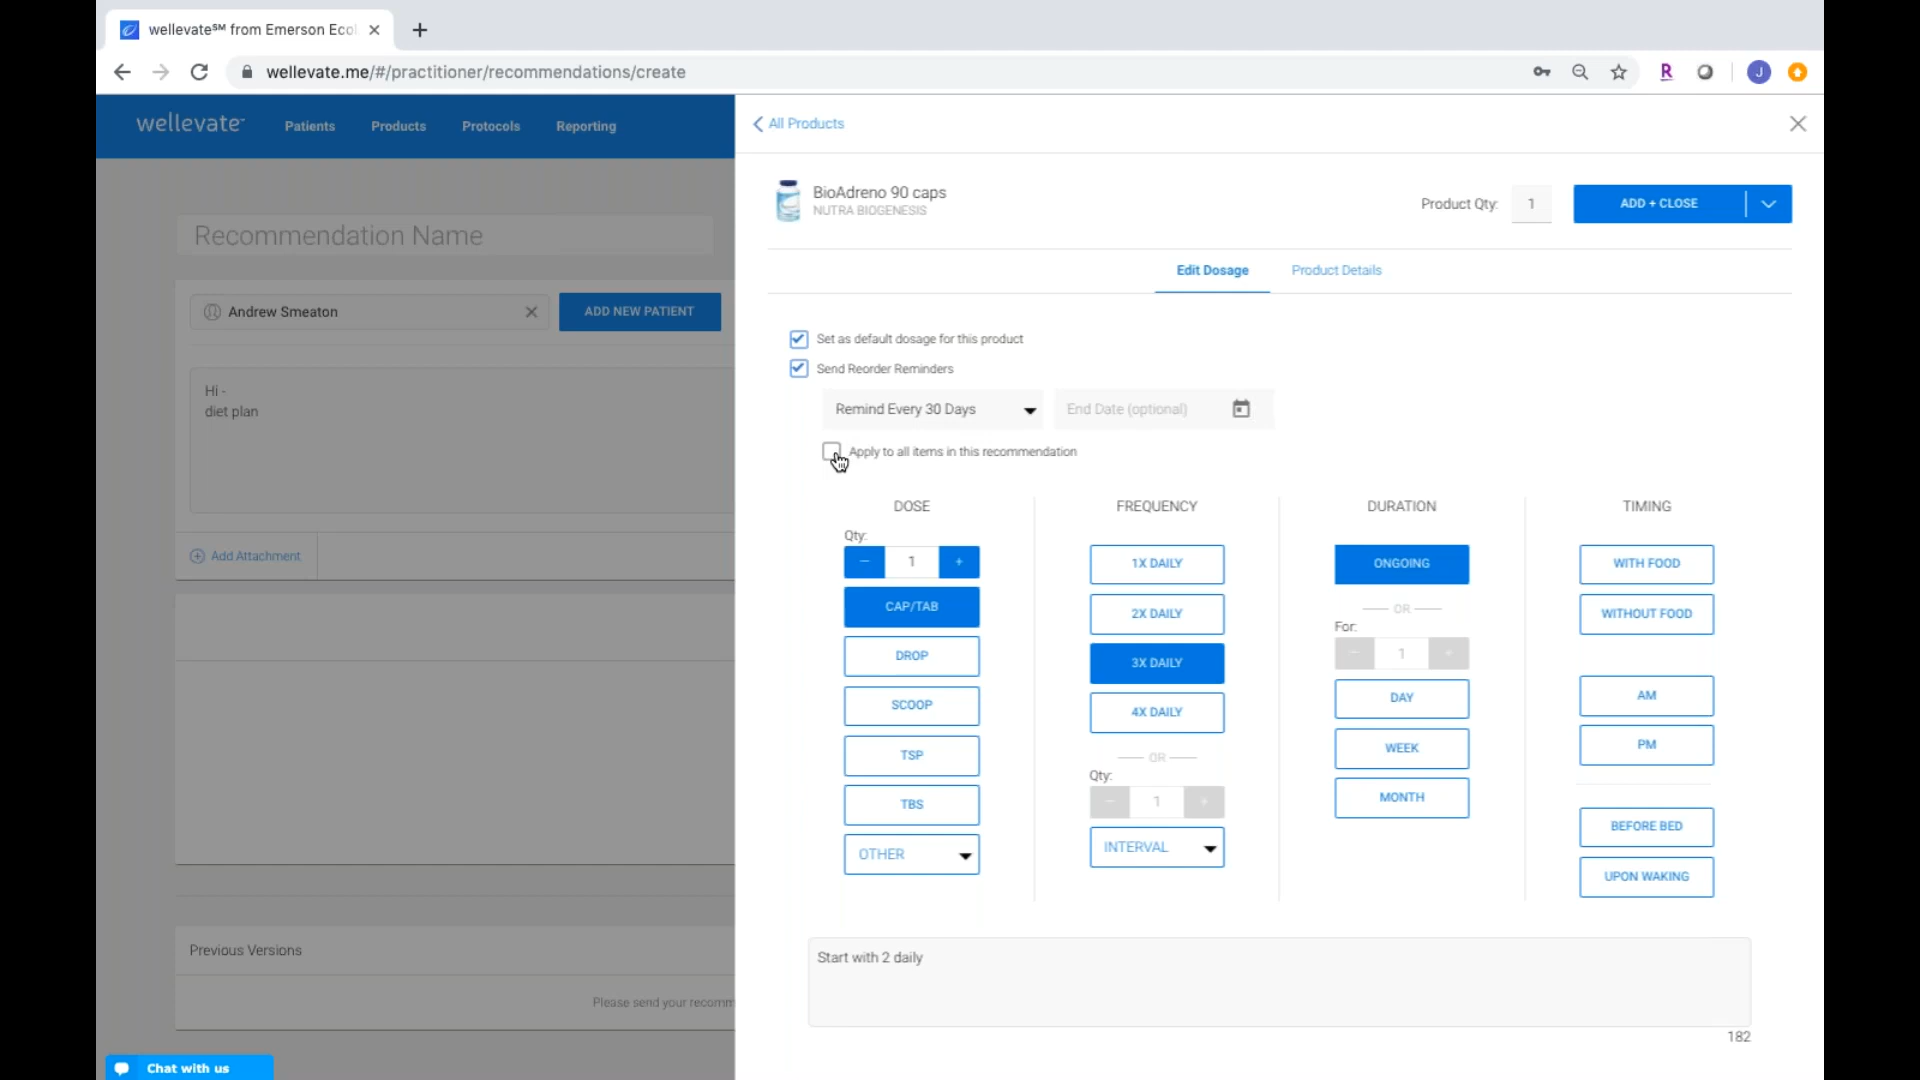 wellevate℠ from Emerson Ecol
wellevate.me/#/practitioner/recommendations/create
R
J
wellevate™
Patients
Products
Protocols
Reporting
All Products
BioAdreno 90 caps
NUTRA BIOGENESIS
Product Qty:
1
ADD + CLOSE
Edit Dosage
Product Details
Recommendation Name
Andrew Smeaton
ADD NEW PATIENT
Hi -
diet plan
Add Attachment
Previous Versions
Please send your recomm
Chat with us
Set as default dosage for this product
Send Reorder Reminders
Remind Every 30 Days
End Date (optional)
Apply to all items in this recommendation
DOSE
Qty:
− 1 +
CAP/TAB
DROP
SCOOP
TSP
TBS
OTHER
FREQUENCY
1X DAILY
2X DAILY
3X DAILY
4X DAILY
OR
Qty:
− 1 +
INTERVAL
DURATION
ONGOING
OR
For:
− 1 +
DAY
WEEK
MONTH
TIMING
WITH FOOD
WITHOUT FOOD
AM
PM
BEFORE BED
UPON WAKING
Start with 2 daily
182